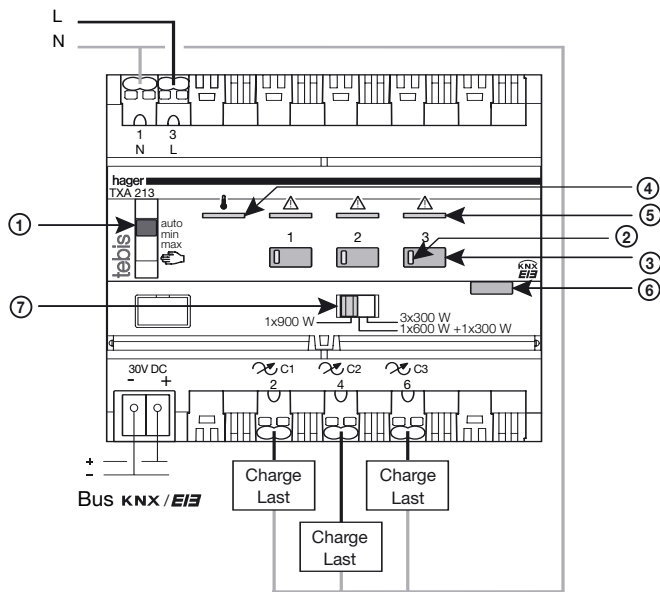 L
N
1 3
N L
hager
TXA 213
④
⑤
①
auto
min
max
tebis
1 2 3
②
③
KNX
EIB
⑥
⑦
1x900 W
3x300 W
1x600 W +1x300 W
30V DC
- +
C1 C2 C3
2 4 6
+
-
Bus KNX / EIB
Charge
Last
Charge
Last
Charge
Last